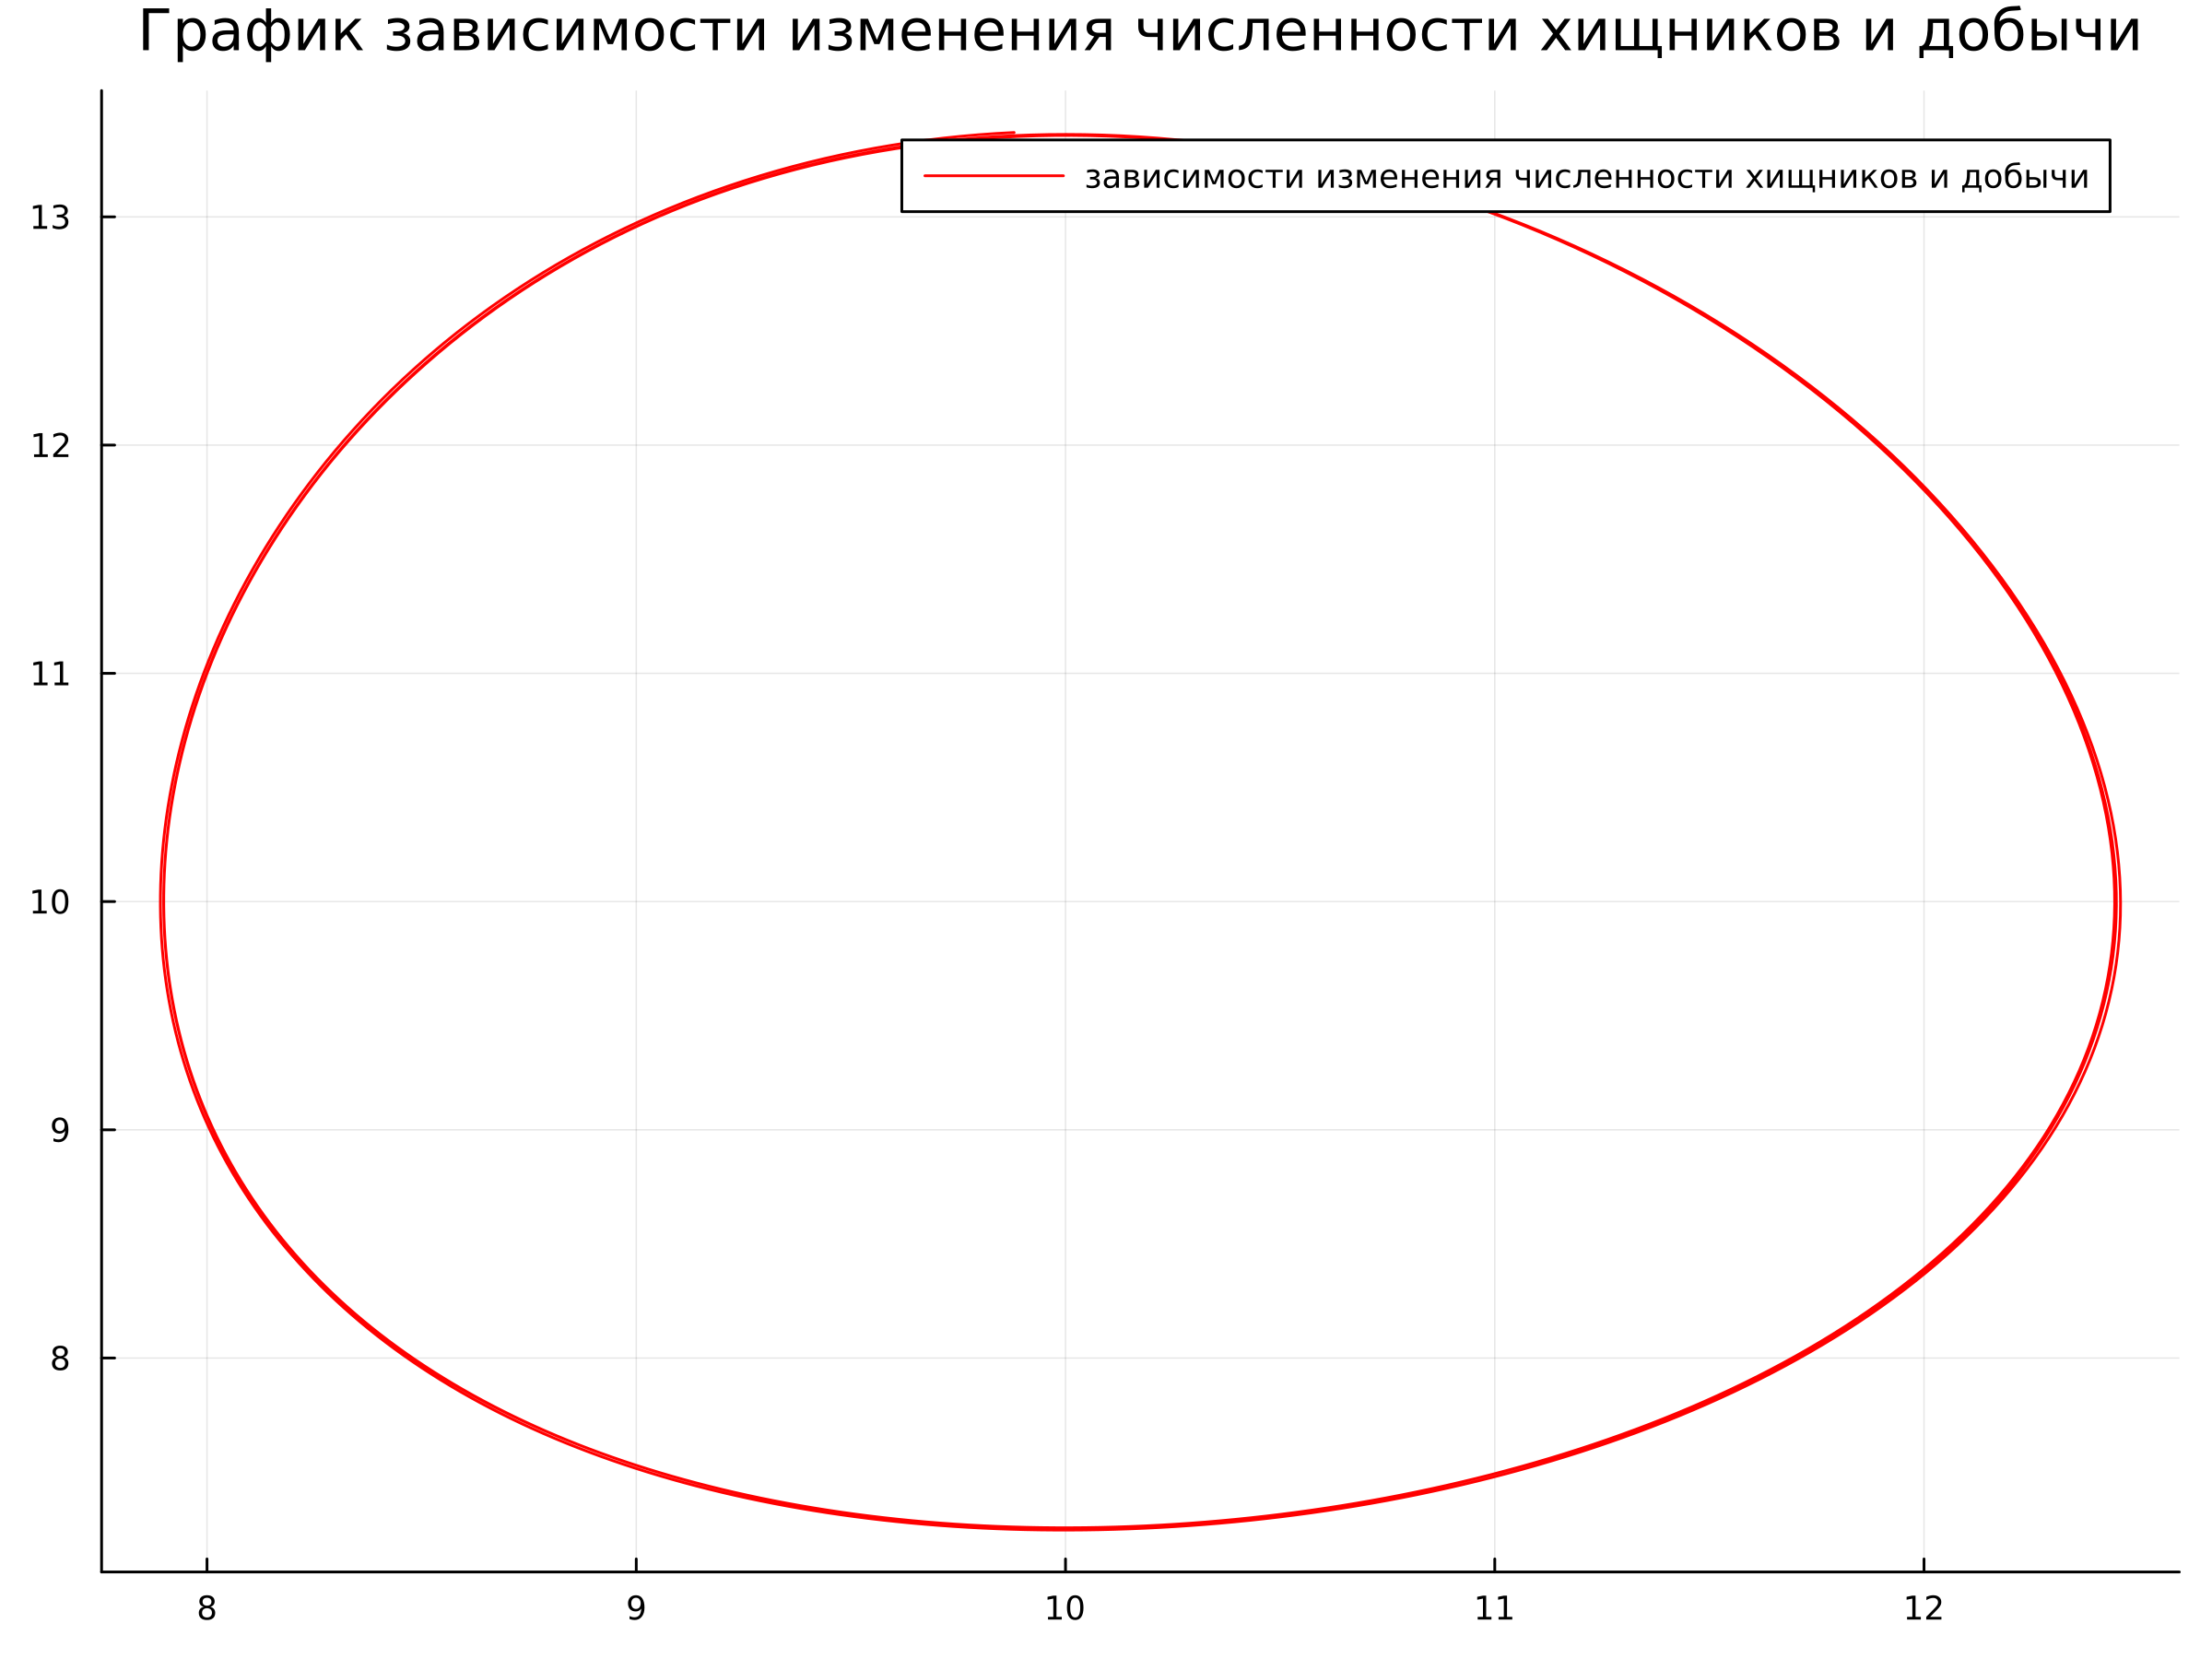 График зависимости изменения численности хищников и добычи
зависимости изменения численности хищников и добычи
13
12
11
10
9
8
8 9 10 11 12